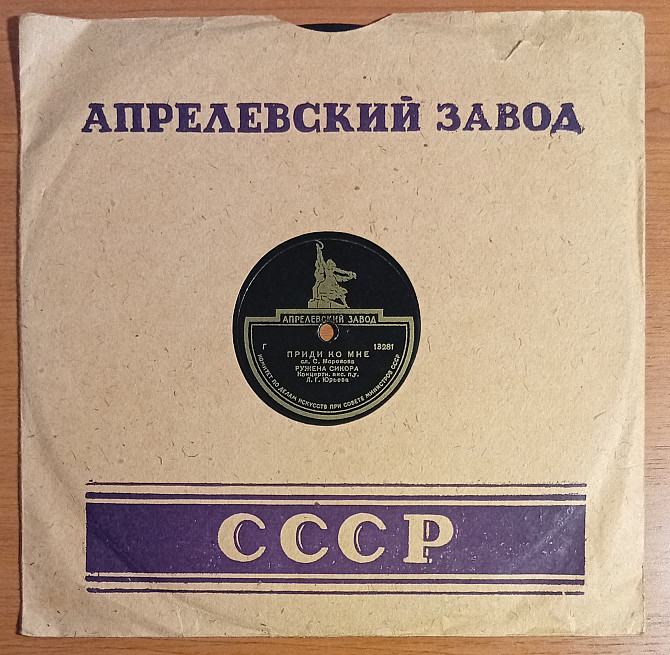 АПРЕЛЕВСКИЙ ЗАВОД
АПРЕЛЕВСКИЙ ЗАВОД
Г 13281
ПРИДИ КО МНЕ
сл. С. Моронова
РУЖЕНА СИКОРА
Концертн. анс. п.у.
Л. Г. Юрьева
КОМИТЕТ ПО ДЕЛАМ ИСКУССТВ ПРИ СОВЕТЕ МИНИСТРОВ СССР
СССР